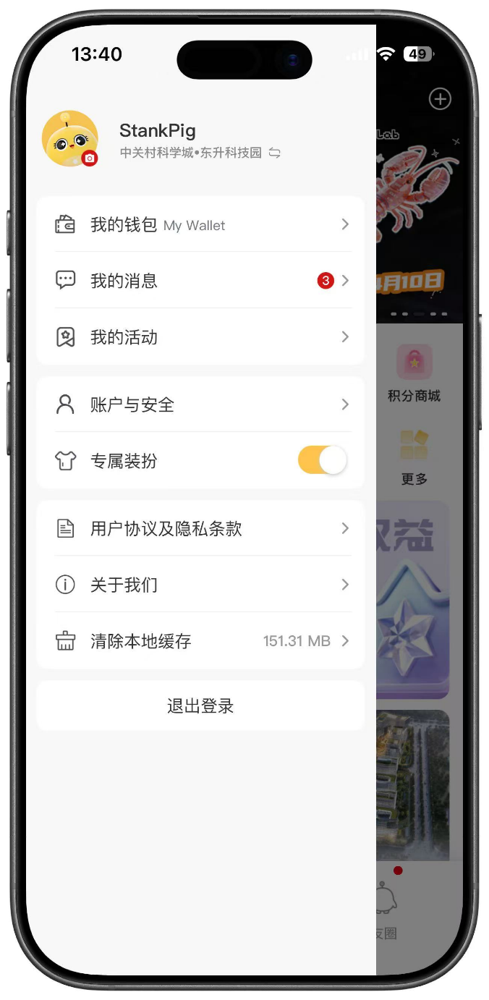 13:40
49
Lab
StankPig
中关村科学城•东升科技园
我的钱包 My Wallet
我的消息 3
4月10日
我的活动
账户与安全
积分商城
专属装扮
更多
用户协议及隐私条款
收益
关于我们
清除本地缓存 151.31 MB
退出登录
友圈